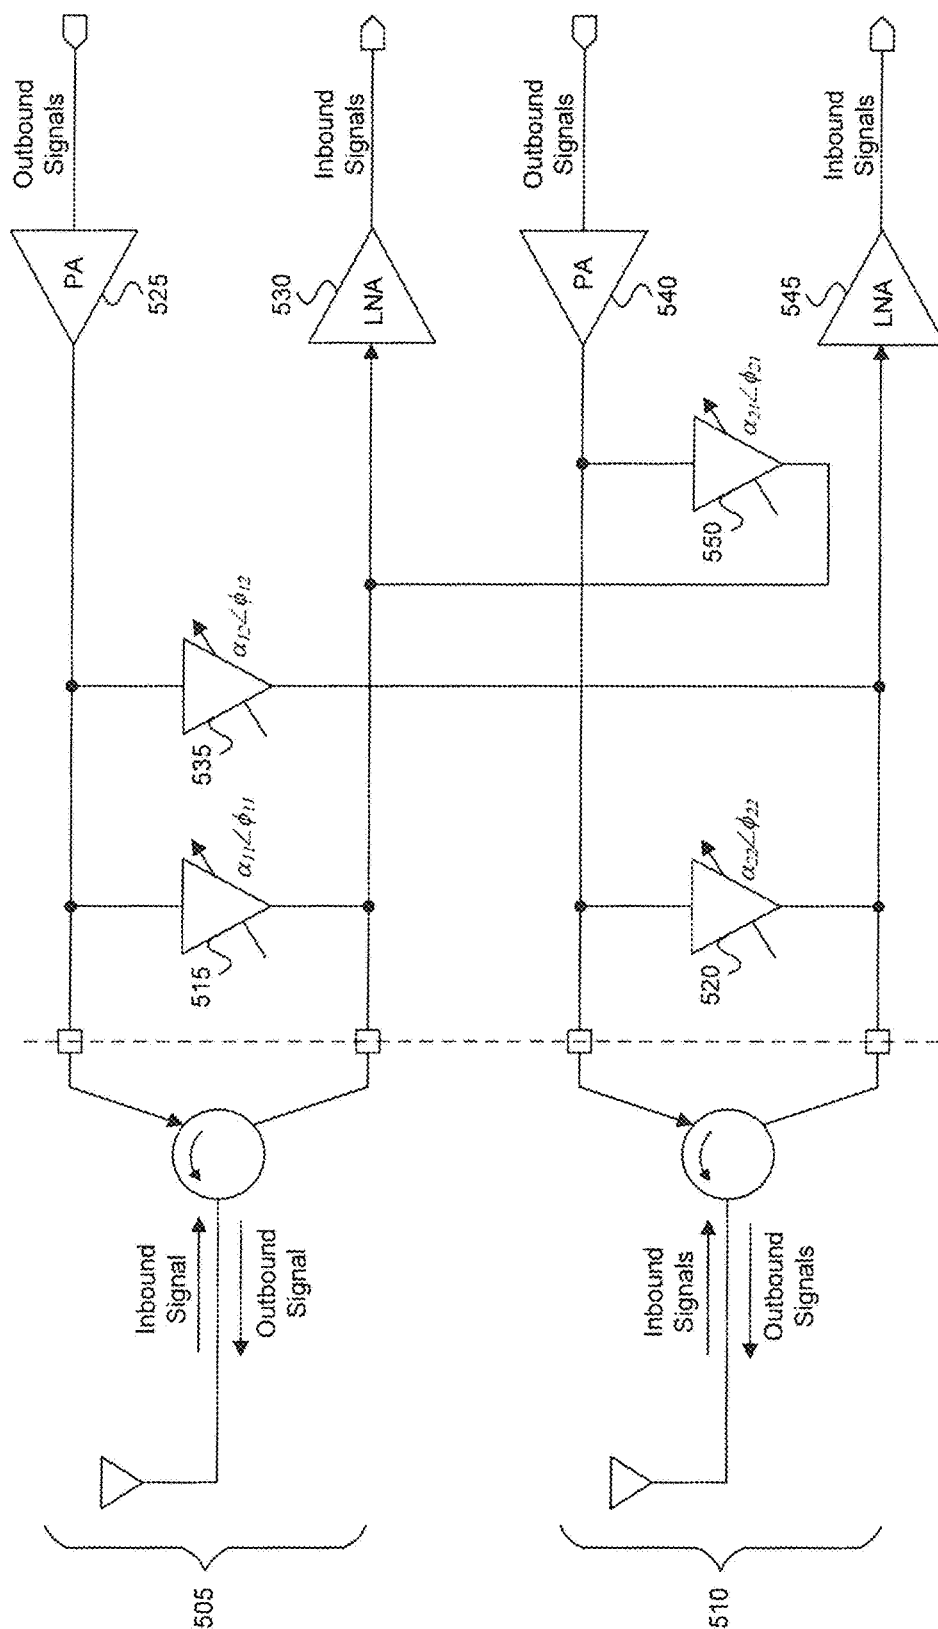 505
Inbound
Signal
Outbound
Signal
515
α₁₁∠ϕ₁₁
535
α₁₂∠ϕ₁₂
PA
525
Outbound
Signals
530
LNA
Inbound
Signals
510
Inbound
Signals
Outbound
Signals
520
α₂₂∠ϕ₂₂
550
α₂₁∠ϕ₂₁
PA
540
Outbound
Signals
545
LNA
Inbound
Signals